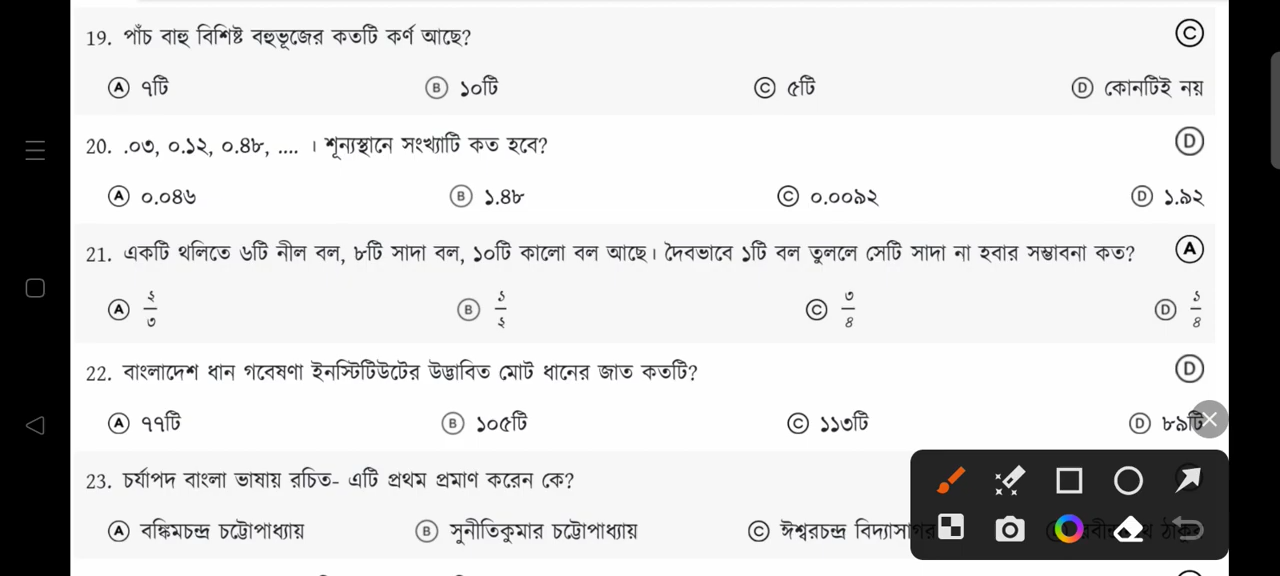 19. পাঁচ বাহু বিশিষ্ট বহুভূজের কতটি কর্ণ আছে? C
A ৭টি B ১০টি C ৫টি D কোনটিই নয়
20. .০৩, ০.১২, ০.৪৮, .... । শূন্যস্থানে সংখ্যাটি কত হবে? D
A ০.০৪৬ B ১.৪৮ C ০.০০৯২ D ১.৯২
21. একটি থলিতে ৬টি নীল বল, ৮টি সাদা বল, ১০টি কালো বল আছে। দৈবভাবে ১টি বল তুললে সেটি সাদা না হবার সম্ভাবনা কত? A
A ২/৩ B ১/২ C ৩/৪ D ১/৪
22. বাংলাদেশ ধান গবেষণা ইনস্টিটিউটের উদ্ভাবিত মোট ধানের জাত কতটি? D
A ৭৭টি B ১০৫টি C ১১৩টি D ৮৯টি
23. চর্যাপদ বাংলা ভাষায় রচিত- এটি প্রথম প্রমাণ করেন কে?
A বঙ্কিমচন্দ্র চট্টোপাধ্যায় B সুনীতিকুমার চট্টোপাধ্যায় C ঈশ্বরচন্দ্র বিদ্যাসাগর